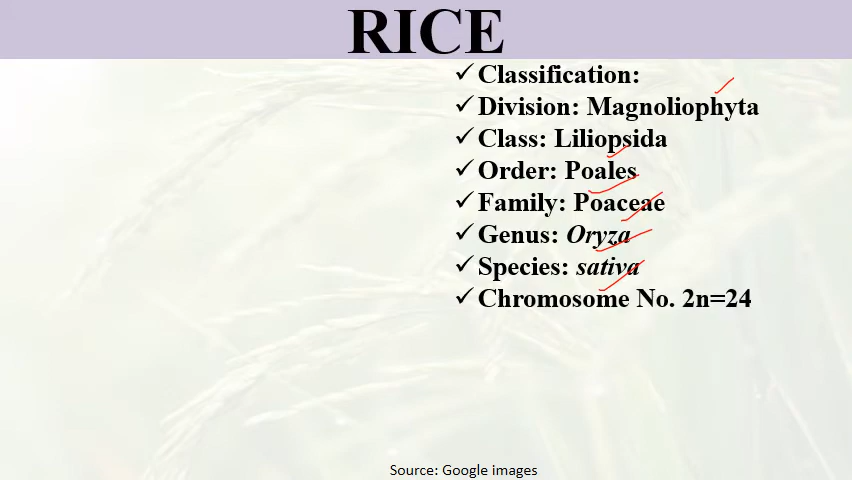 RICE
✓ Classification:
✓ Division: Magnoliophyta
✓ Class: Liliopsida
✓ Order: Poales
✓ Family: Poaceae
✓ Genus: Oryza
✓ Species: sativa
✓ Chromosome No. 2n=24
Source: Google images